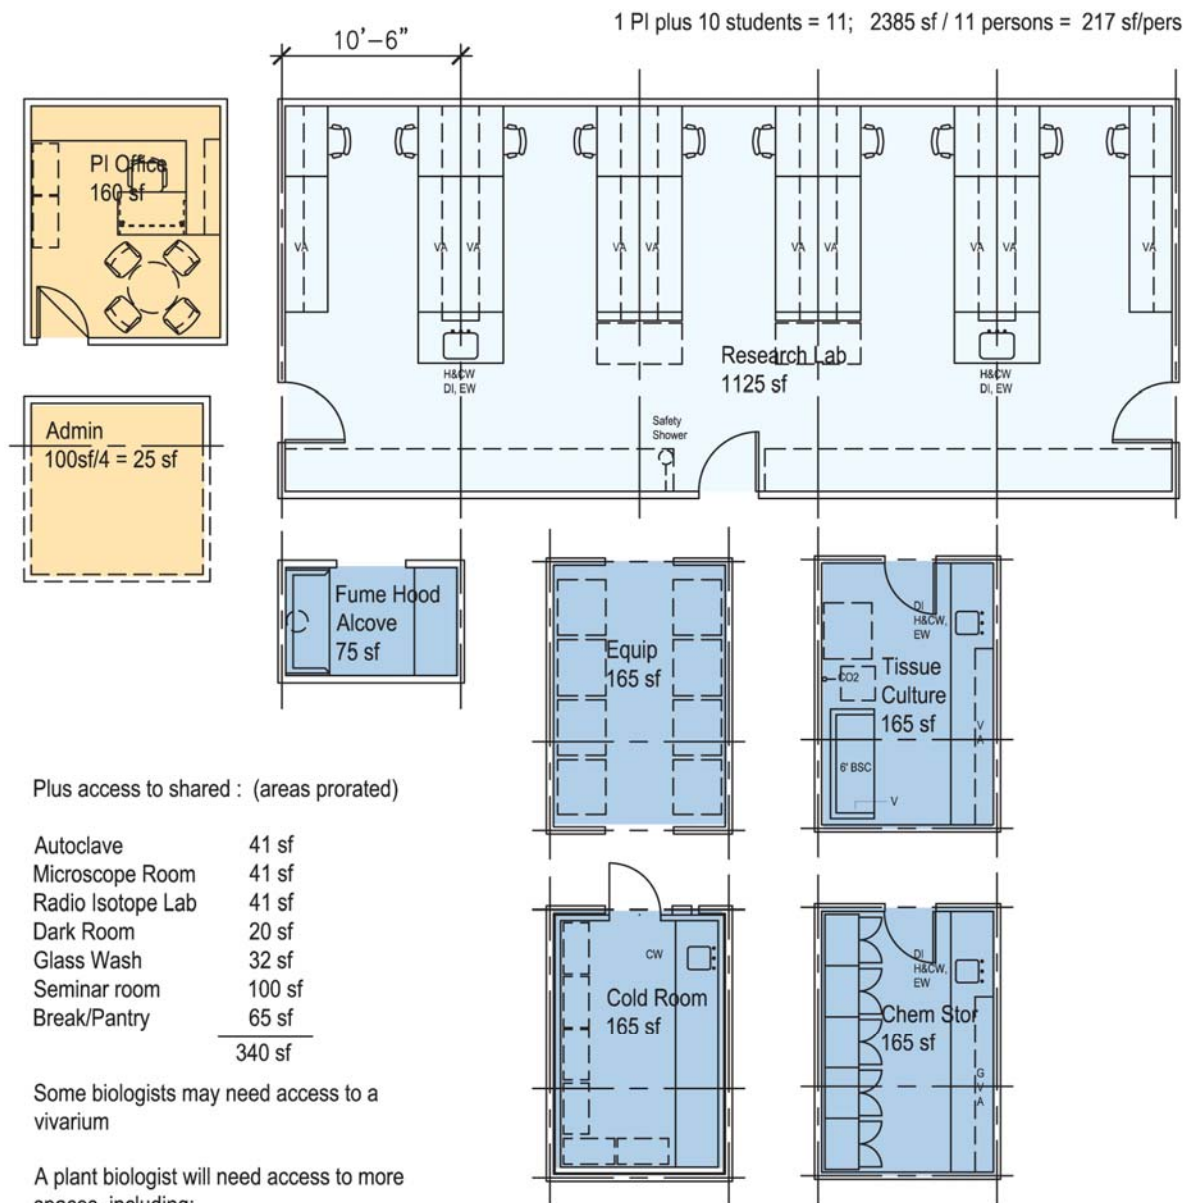 1 PI plus 10 students = 11; 2385 sf / 11 persons = 217 sf/pers
10'-6"
PI Office
160 sf
VA
VA VA
VA VA
VA VA
VA VA
VA
H&CW
DI, EW
Research Lab
1125 sf
H&CW
DI, EW
Safety
Shower
Admin
100sf/4 = 25 sf
Fume Hood
Alcove
75 sf
Equip
165 sf
DI
H&CW,
EW
Tissue
Culture
165 sf
CO2
V
A
6' BSC
V
Plus access to shared : (areas prorated)
Autoclave 41 sf
Microscope Room 41 sf
Radio Isotope Lab 41 sf
Dark Room 20 sf
Glass Wash 32 sf
Seminar room 100 sf
Break/Pantry 65 sf
340 sf
CW
Cold Room
165 sf
DI
H&CW,
EW
Chem Stor
165 sf
G
V
A
Some biologists may need access to a
vivarium
A plant biologist will need access to more
spaces, including: